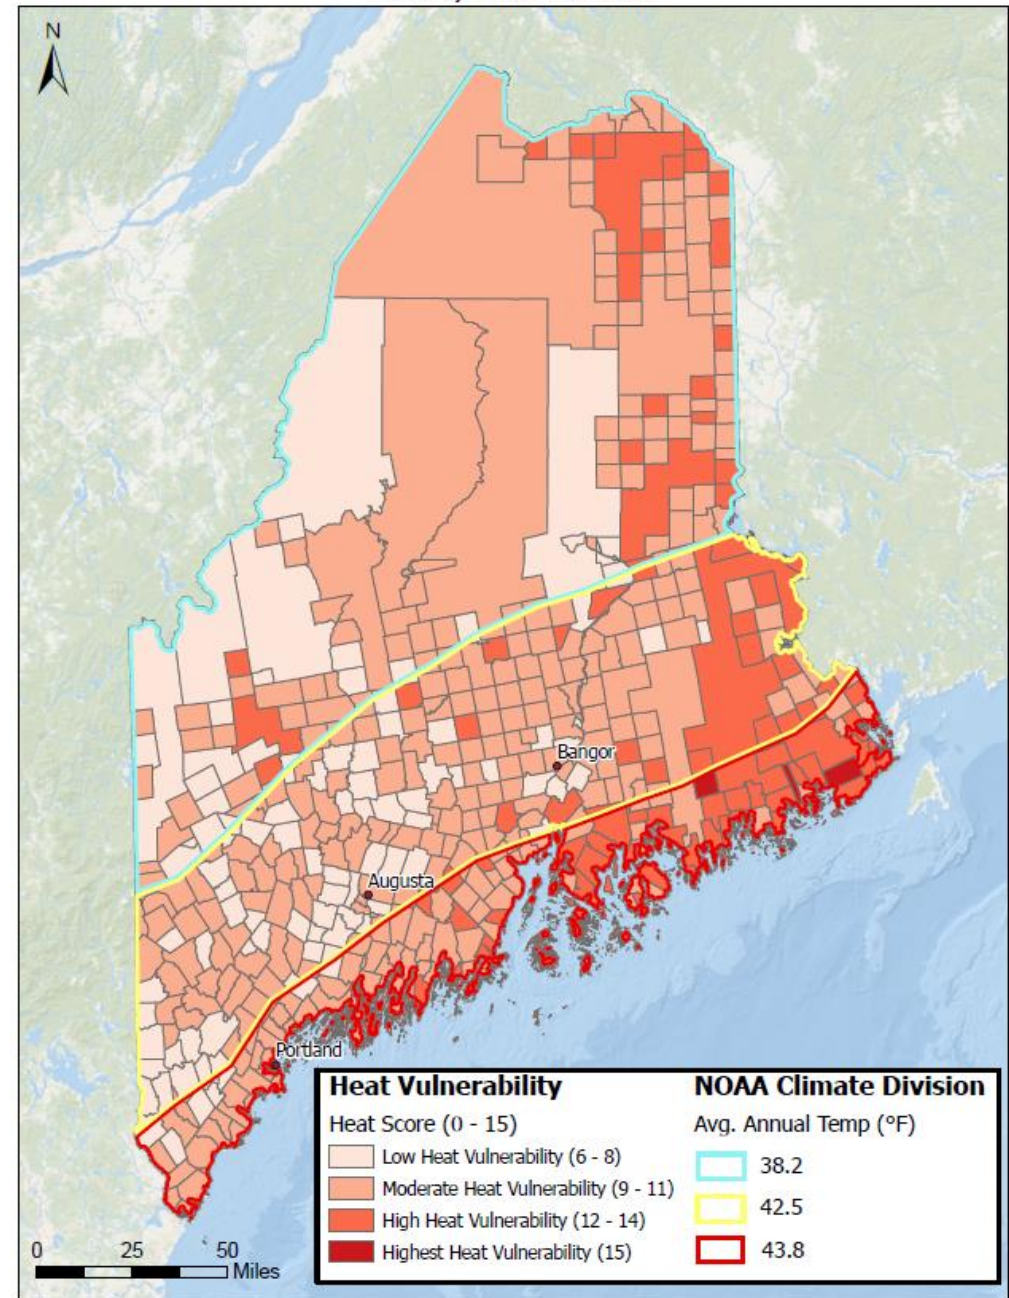 N
Bangor
Augusta
Portland
Heat Vulnerability
Heat Score (0 - 15)
Low Heat Vulnerability (6 - 8)
Moderate Heat Vulnerability (9 - 11)
High Heat Vulnerability (12 - 14)
Highest Heat Vulnerability (15)
NOAA Climate Division
Avg. Annual Temp (°F)
38.2
42.5
43.8
0 25 50
Miles